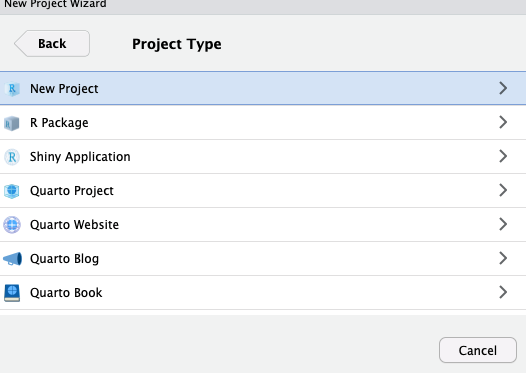 New Project Wizard
Back
Project Type
New Project
R Package
Shiny Application
Quarto Project
Quarto Website
Quarto Blog
Quarto Book
Cancel